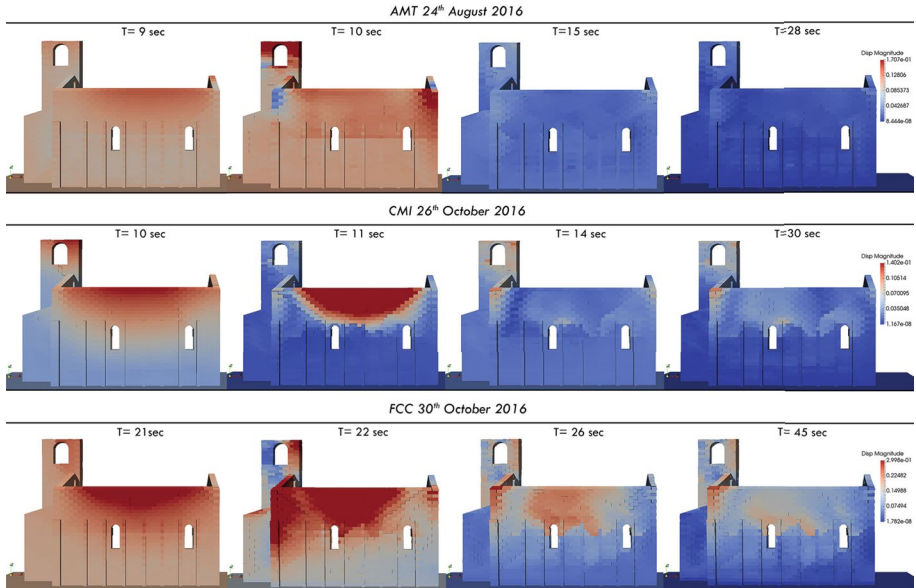 AMT 24th August 2016
T= 9 sec
T= 10 sec
T=15 sec
T=28 sec
Disp Magnitude
1.707e-01
0.12806
0.085373
0.042687
8.444e-08
CMI 26th October 2016
T= 10 sec
T= 11 sec
T= 14 sec
T=30 sec
Disp Magnitude
1.402e-01
0.10514
0.070095
0.035048
1.167e-08
FCC 30th October 2016
T= 21sec
T= 22 sec
T= 26 sec
T= 45 sec
Disp Magnitude
2.998e-01
0.22482
0.14988
0.07494
1.782e-08